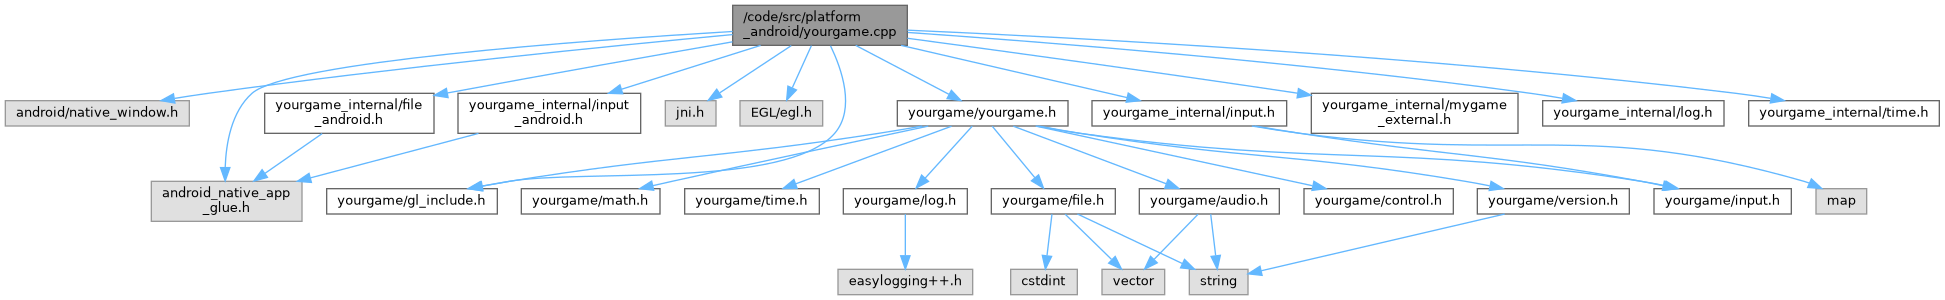 /code/src/platform
_android/yourgame.cpp
android/native_window.h
yourgame_internal/file
_android.h
yourgame_internal/input
_android.h
jni.h
EGL/egl.h
yourgame/yourgame.h
yourgame_internal/input.h
yourgame_internal/mygame
_external.h
yourgame_internal/log.h
yourgame_internal/time.h
android_native_app
_glue.h
yourgame/gl_include.h
yourgame/math.h
yourgame/time.h
yourgame/log.h
yourgame/file.h
yourgame/audio.h
yourgame/control.h
yourgame/version.h
yourgame/input.h
map
easylogging++.h
cstdint
vector
string